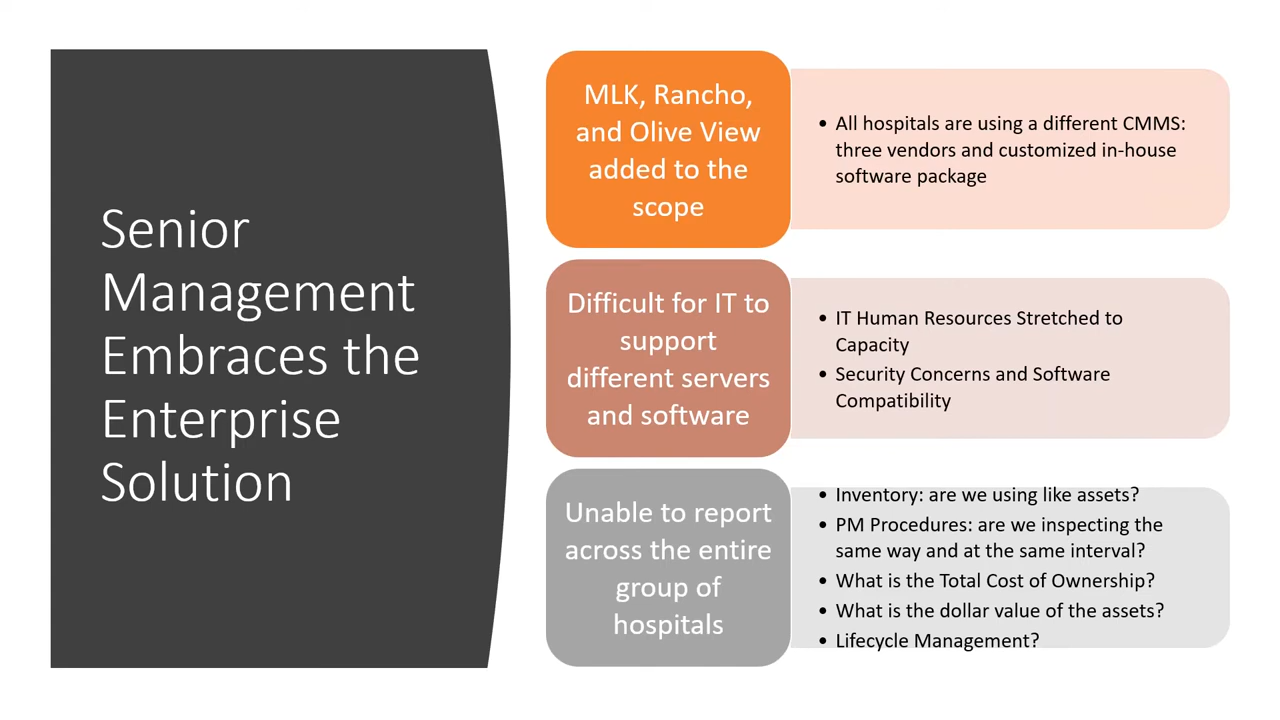 Senior
Management
Embraces the
Enterprise
Solution
MLK, Rancho,
and Olive View
added to the
scope
• All hospitals are using a different CMMS:
three vendors and customized in-house
software package
Difficult for IT to
support
different servers
and software
• IT Human Resources Stretched to
Capacity
• Security Concerns and Software
Compatibility
Unable to report
across the entire
group of
hospitals
• Inventory: are we using like assets?
• PM Procedures: are we inspecting the
same way and at the same interval?
• What is the Total Cost of Ownership?
• What is the dollar value of the assets?
• Lifecycle Management?